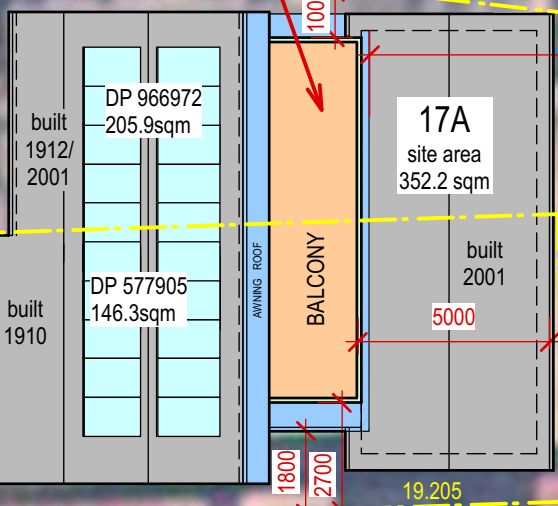 100
DP 966972
205.9sqm
built
1912/
2001
17A
site area
352.2 sqm
AWNING ROOF
BALCONY
built
2001
DP 577905
146.3sqm
built
1910
5000
1800
2700
19.205